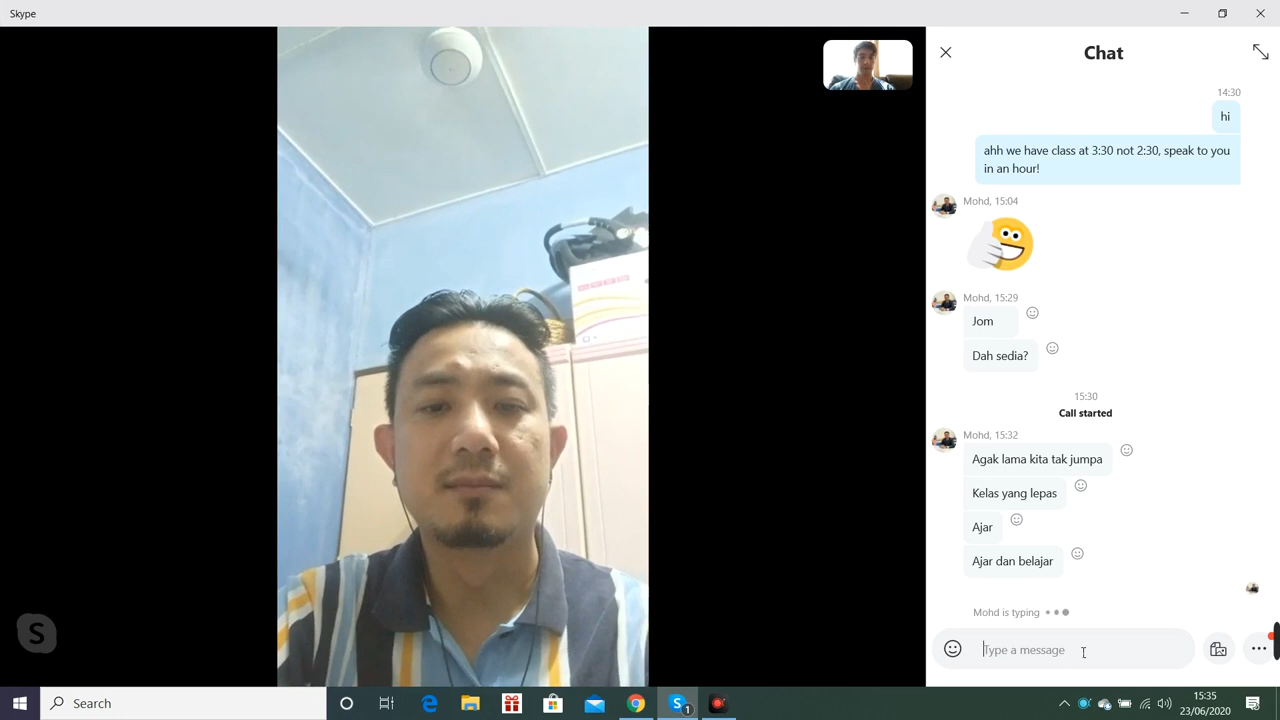 Skype
Chat
14:30
hi
ahh we have class at 3:30 not 2:30, speak to you
in an hour!
Mohd, 15:04
Mohd, 15:29
Jom
Dah sedia?
15:30
Call started
Mohd, 15:32
Agak lama kita tak jumpa
Kelas yang lepas
Ajar
Ajar dan belajar
Mohd is typing
Type a message
S
Search
S
1
15:35
23/06/2020